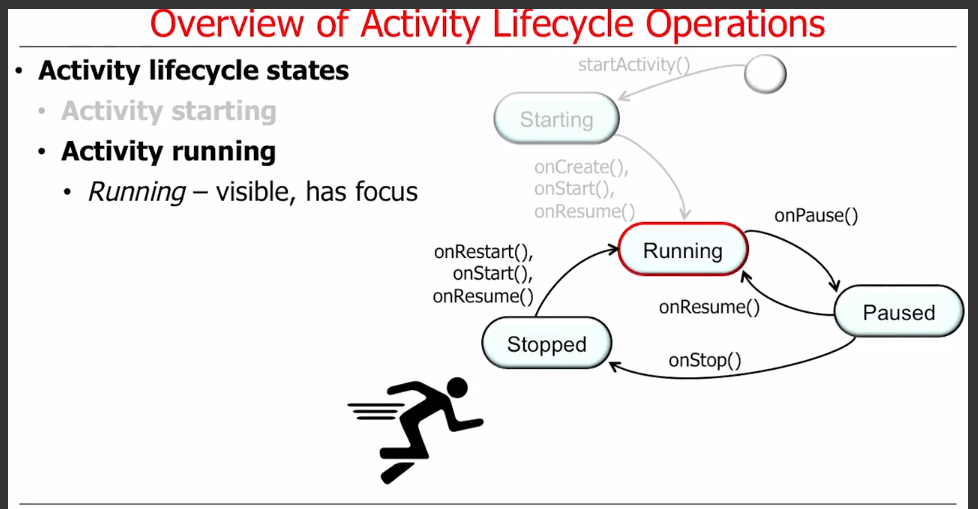 Overview of Activity Lifecycle Operations
• Activity lifecycle states
• Activity starting
• Activity running
• Running – visible, has focus
startActivity()
Starting
onCreate(),
onStart(),
onResume()
Running
onPause()
onRestart(),
onStart(),
onResume()
onResume()
Paused
Stopped
onStop()